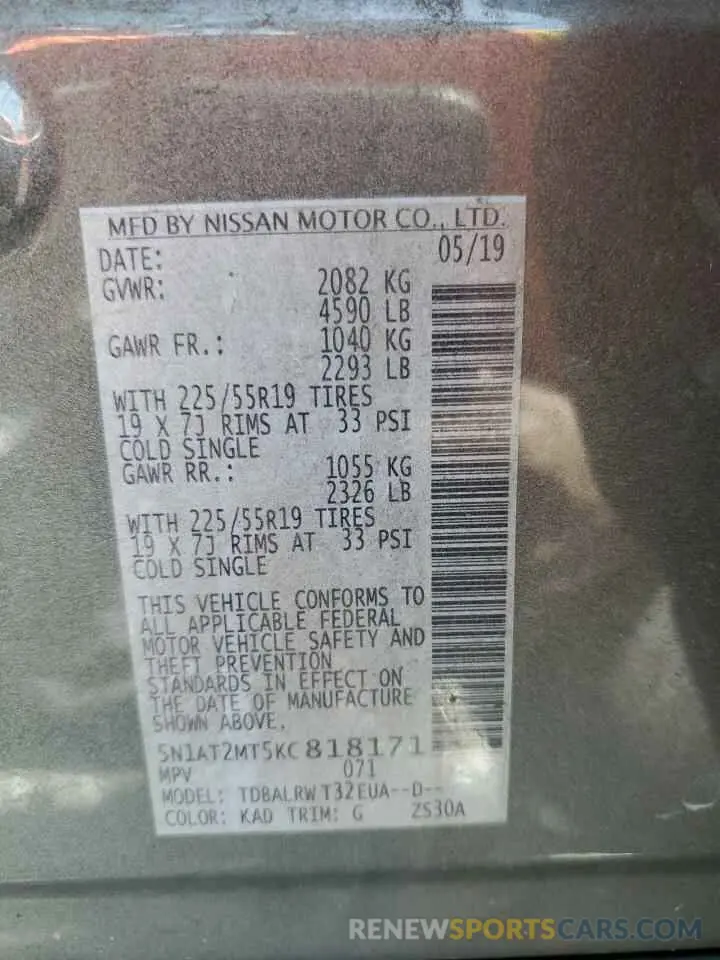 MFD BY NISSAN MOTOR CO., LTD.
DATE: 05/19
GVWR: 2082 KG
4590 LB
GAWR FR.: 1040 KG
2293 LB
WITH 225/55R19 TIRES
19 X 7J RIMS AT 33 PSI
COLD SINGLE
GAWR RR.: 1055 KG
2326 LB
WITH 225/55R19 TIRES
19 X 7J RIMS AT 33 PSI
COLD SINGLE
THIS VEHICLE CONFORMS TO
ALL APPLICABLE FEDERAL
MOTOR VEHICLE SAFETY AND
THEFT PREVENTION
STANDARDS IN EFFECT ON
THE DATE OF MANUFACTURE
SHOWN ABOVE.
5N1AT2MT5KC818171
MPV 071
MODEL: TDBALRW T32EUA--D--
COLOR: KAD TRIM: G ZS30A
RENEWSPORTSCARS.COM